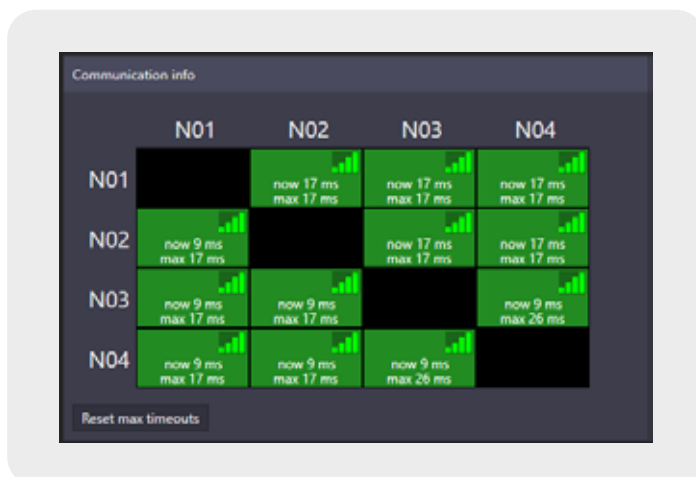 Communication info
N01 N02 N03 N04
N01
now 17 ms
max 17 ms
now 17 ms
max 17 ms
now 17 ms
max 17 ms
N02
now 9 ms
max 17 ms
now 17 ms
max 17 ms
now 17 ms
max 17 ms
N03
now 9 ms
max 17 ms
now 9 ms
max 17 ms
now 9 ms
max 26 ms
N04
now 9 ms
max 17 ms
now 9 ms
max 17 ms
now 9 ms
max 26 ms
Reset max timeouts